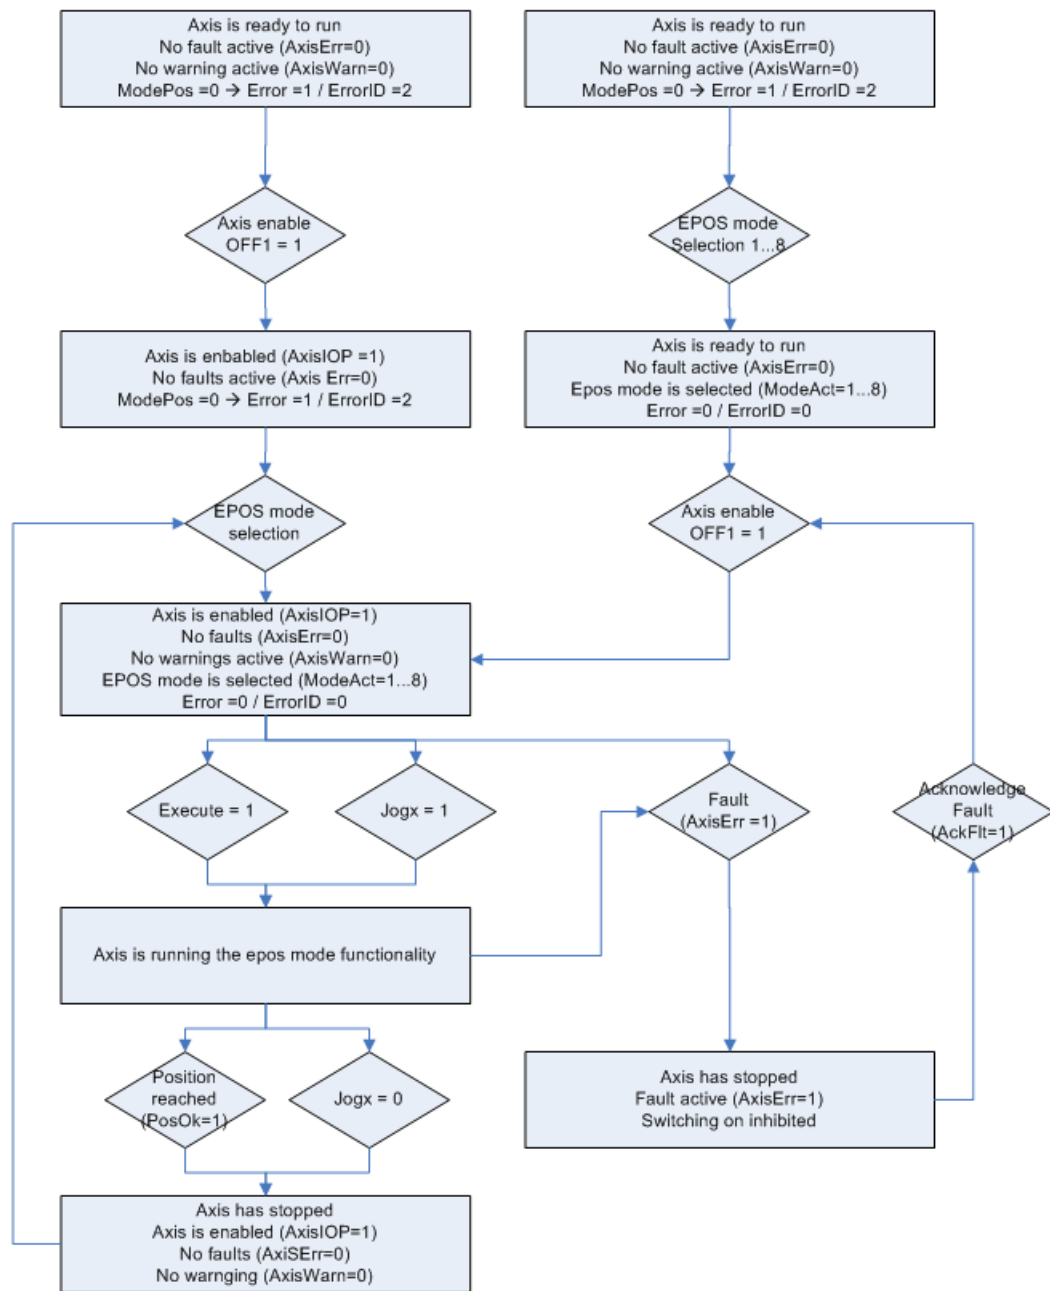 Axis is ready to run
No fault active (AxisErr=0)
No warning active (AxisWarn=0)
ModePos =0 → Error =1 / ErrorID =2
Axis is ready to run
No fault active (AxisErr=0)
No warning active (AxisWarn=0)
ModePos =0 → Error =1 / ErrorID =2
Axis enable
OFF1 = 1
EPOS mode
Selection 1...8
Axis is enbabled (AxisIOP =1)
No faults active (Axis Err=0)
ModePos =0 → Error =1 / ErrorID =2
Axis is ready to run
No fault active (AxisErr=0)
Epos mode is selected (ModeAct=1...8)
Error =0 / ErrorID =0
EPOS mode
selection
Axis enable
OFF1 = 1
Axis is enabled (AxisIOP=1)
No faults (AxisErr=0)
No warnings active (AxisWarn=0)
EPOS mode is selected (ModeAct=1...8)
Error =0 / ErrorID =0
Execute = 1
Jogx = 1
Fault
(AxisErr =1)
Acknowledge
Fault
(AckFlt=1)
Axis is running the epos mode functionality
Position
reached
(PosOk=1)
Jogx = 0
Axis has stopped
Fault active (AxisErr=1)
Switching on inhibited
Axis has stopped
Axis is enabled (AxisIOP=1)
No faults (AxiSErr=0)
No warnging (AxisWarn=0)